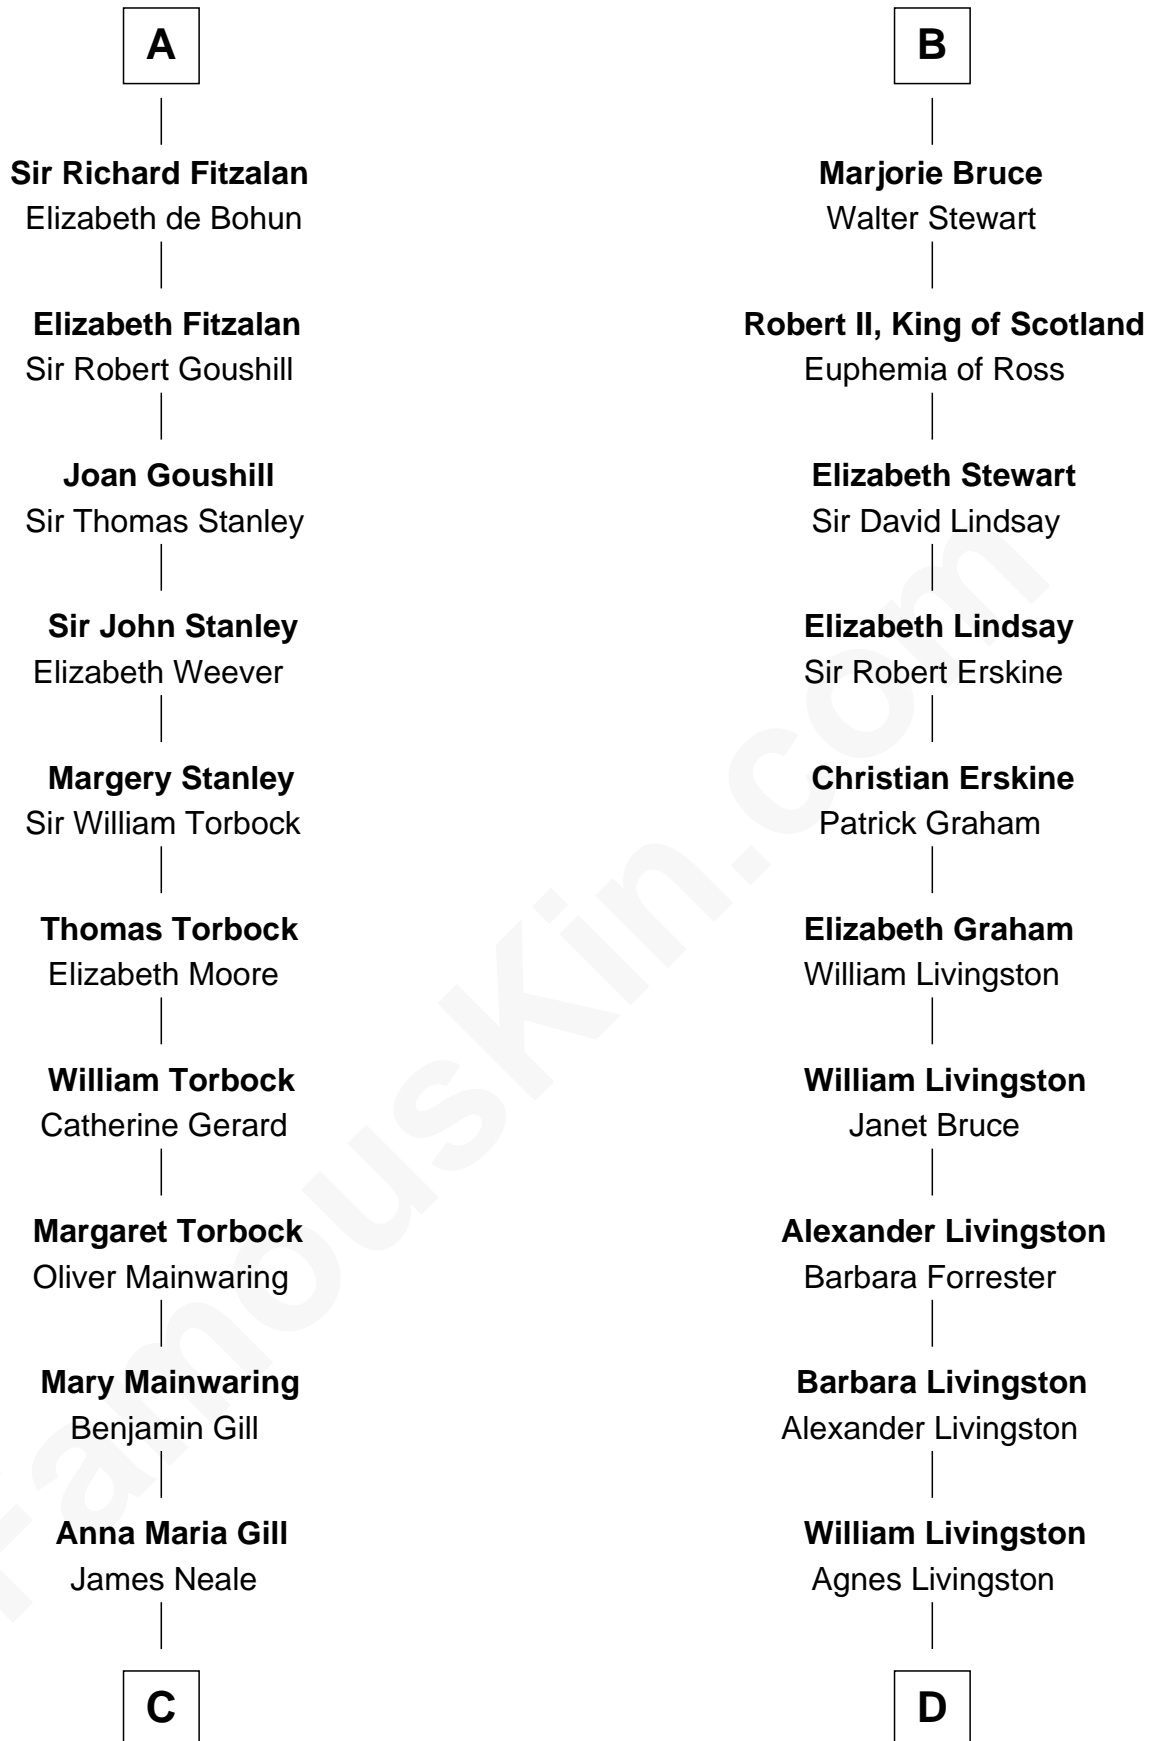 A
Sir Richard Fitzalan
Elizabeth de Bohun
Elizabeth Fitzalan
Sir Robert Goushill
Joan Goushill
Sir Thomas Stanley
Sir John Stanley
Elizabeth Weever
Margery Stanley
Sir William Torbock
Thomas Torbock
Elizabeth Moore
William Torbock
Catherine Gerard
Margaret Torbock
Oliver Mainwaring
Mary Mainwaring
Benjamin Gill
Anna Maria Gill
James Neale
C
B
Marjorie Bruce
Walter Stewart
Robert II, King of Scotland
Euphemia of Ross
Elizabeth Stewart
Sir David Lindsay
Elizabeth Lindsay
Sir Robert Erskine
Christian Erskine
Patrick Graham
Elizabeth Graham
William Livingston
William Livingston
Janet Bruce
Alexander Livingston
Barbara Forrester
Barbara Livingston
Alexander Livingston
William Livingston
Agnes Livingston
D
FamousKin.com